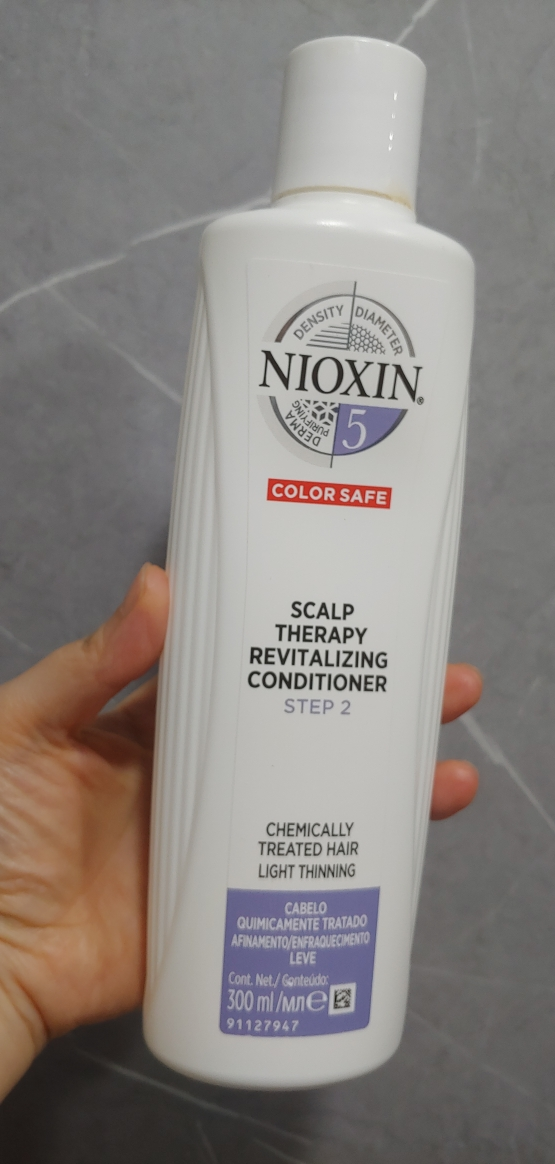 DENSITY DIAMETER
NIOXIN®
DERMA PURIFYING 5
COLOR SAFE
SCALP
THERAPY
REVITALIZING
CONDITIONER
STEP 2
CHEMICALLY
TREATED HAIR
LIGHT THINNING
CABELO
QUIMICAMENTE TRATADO
AFINAMENTO/ENFRAQUECIMENTO
LEVE
Cont. Net./ Conteúdo:
300 ml /мл e
91127947